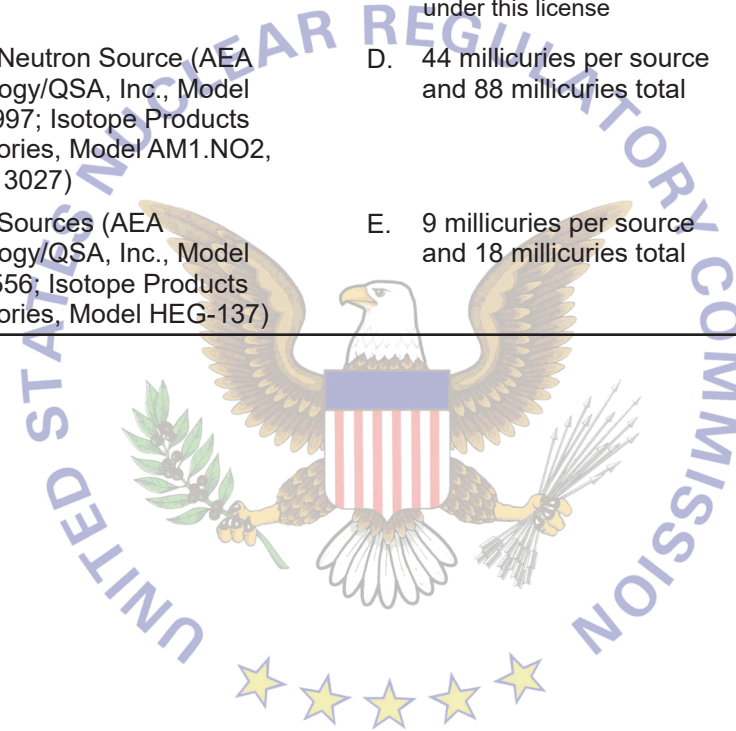 under this license
Neutron Source (AEA
ogy/QSA, Inc., Model
997; Isotope Products
ories, Model AM1.NO2,
3027)
D. 44 millicuries per source
and 88 millicuries total
Sources (AEA
ogy/QSA, Inc., Model
556; Isotope Products
ories, Model HEG-137)
E. 9 millicuries per source
and 18 millicuries total
UNITED STATES NUCLEAR REGULATORY COMMISSION